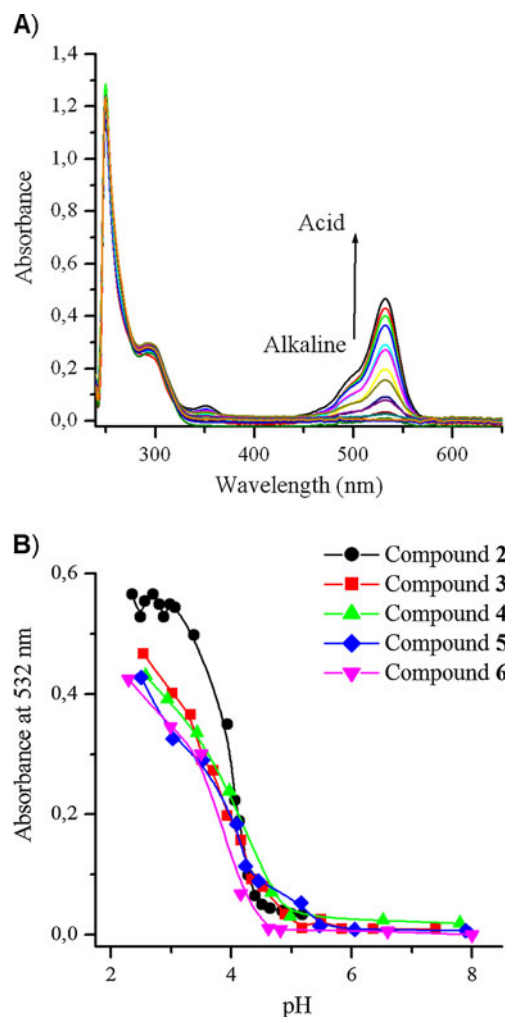 A)
1,4
1,2
1,0
0,8
0,6
0,4
0,2
0,0
Absorbance
Acid
Alkaline
300 400 500 600
Wavelength (nm)
B)
Compound 2
Compound 3
Compound 4
Compound 5
Compound 6
0,6
0,4
0,2
0,0
Absorbance at 532 nm
2 4 6 8
pH